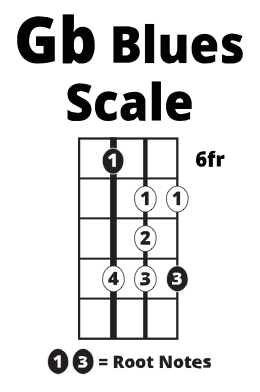 Gb Blues
Scale
1 6fr
1 1
2
4 3 3
1 3 = Root Notes